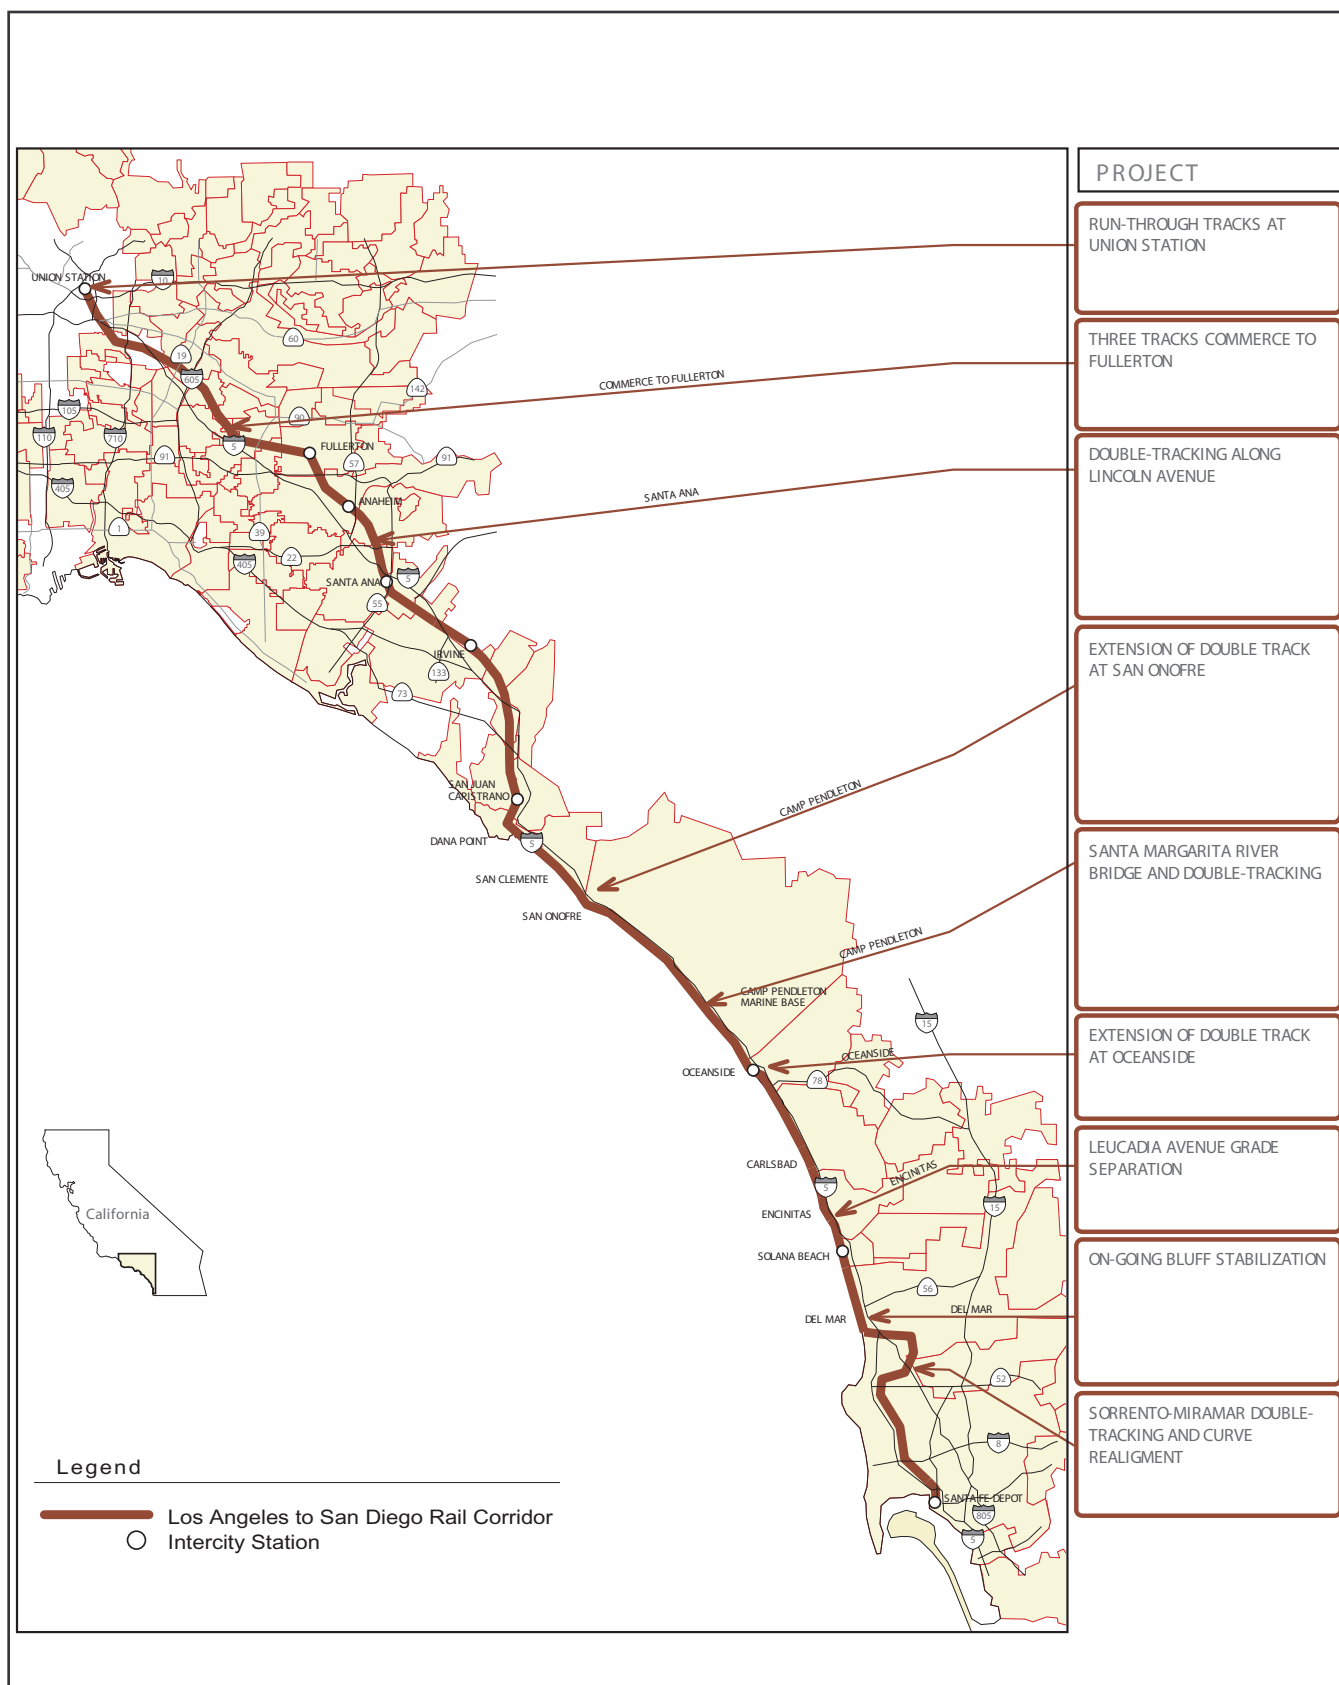 PROJECT
RUN-THROUGH TRACKS AT
UNION STATION
THREE TRACKS COMMERCE TO
FULLERTON
DOUBLE-TRACKING ALONG
LINCOLN AVENUE
EXTENSION OF DOUBLE TRACK
AT SAN ONOFRE
SANTA MARGARITA RIVER
BRIDGE AND DOUBLE-TRACKING
EXTENSION OF DOUBLE TRACK
AT OCEANSIDE
LEUCADIA AVENUE GRADE
SEPARATION
ON-GOING BLUFF STABILIZATION
SORRENTO-MIRAMAR DOUBLE-
TRACKING AND CURVE
REALIGMENT
UNION STATION
10
60
19
605
142
COMMERCE TO FULLERTON
105
90
110
710
5
FULLERTON
91
57
91
405
SANTA ANA
ANAHEIM
1
39
22
405
SANTA ANA
5
55
IRVINE
133
73
SAN JUAN
CAPISTRANO
CAMP PENDLETON
DANA POINT
5
SAN CLEMENTE
SAN ONOFRE
CAMP PENDLETON
CAMP PENDLETON
MARINE BASE
15
OCEANSIDE
OCEANSIDE
78
CARLSBAD
ENCINITAS
5
15
ENCINITAS
SOLANA BEACH
56
DEL MAR
DEL MAR
52
8
SANTA FE DEPOT
805
5
California
Legend
Los Angeles to San Diego Rail Corridor
Intercity Station